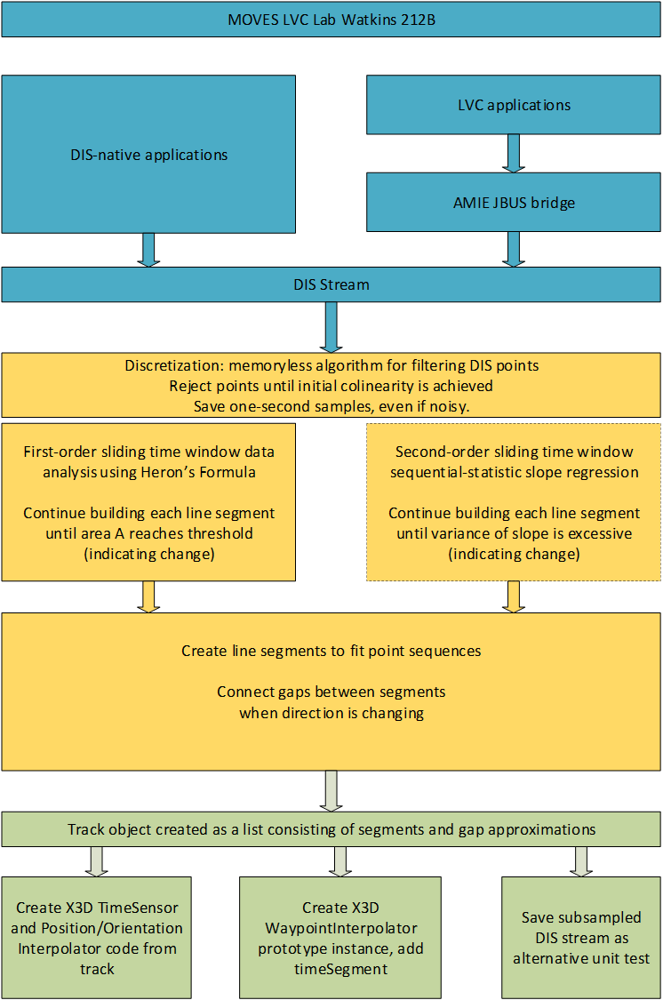 MOVES LVC Lab Watkins 212B
DIS-native applications
LVC applications
AMIE JBUS bridge
DIS Stream
Discretization: memoryless algorithm for filtering DIS points
Reject points until initial colinearity is achieved
Save one-second samples, even if noisy.
First-order sliding time window data
analysis using Heron's Formula
Continue building each line segment
until area A reaches threshold
(indicating change)
Second-order sliding time window
sequential-statistic slope regression
Continue building each line segment
until variance of slope is excessive
(indicating change)
Create line segments to fit point sequences
Connect gaps between segments
when direction is changing
Track object created as a list consisting of segments and gap approximations
Create X3D TimeSensor
and Position/Orientation
Interpolator code from
track
Create X3D
WaypointInterpolator
prototype instance, add
timeSegment
Save subsampled
DIS stream as
alternative unit test